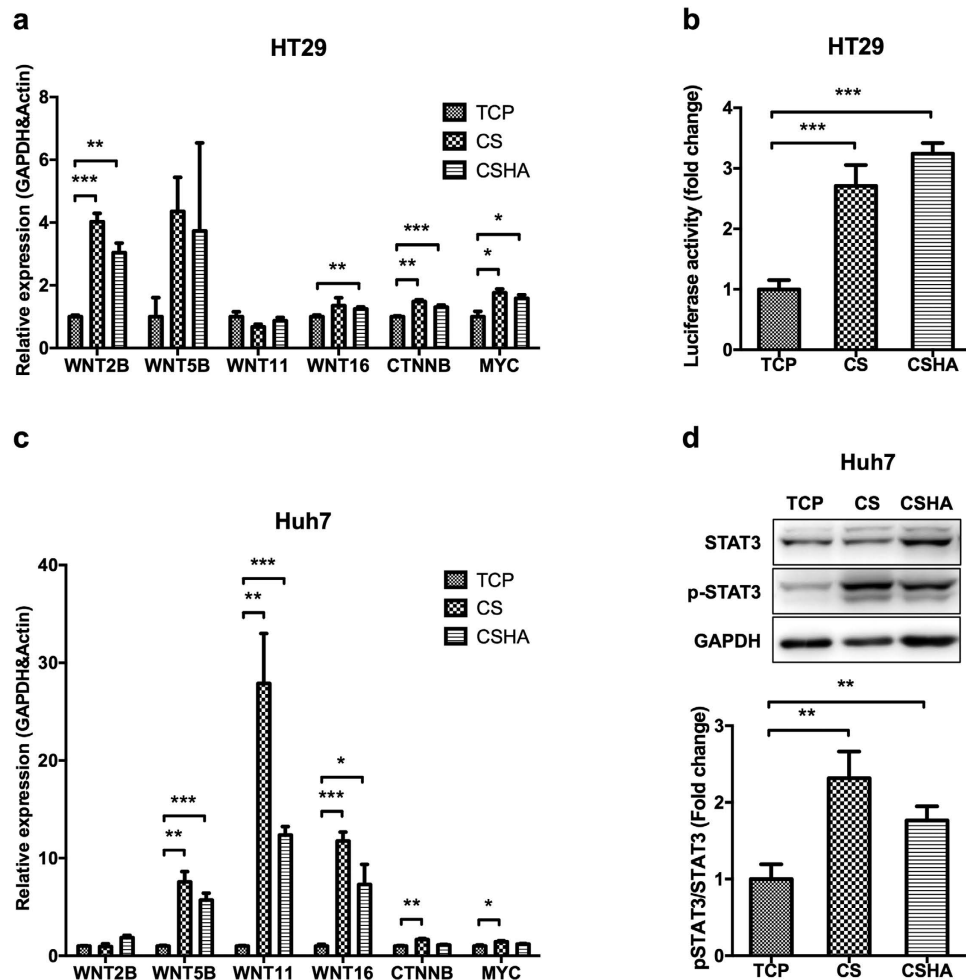 a
HT29
Relative expression (GAPDH&Actin)
8
6
4
2
0
TCP
CS
CSHA
***
**
**
**
***
*
*
WNT2B WNT5B WNT11 WNT16 CTNNB MYC
b
HT29
Luciferase activity (fold change)
4
3
2
1
0
***
***
TCP CS CSHA
c
Huh7
Relative expression (GAPDH&Actin)
40
30
20
10
0
TCP
CS
CSHA
**
***
**
***
***
*
**
*
WNT2B WNT5B WNT11 WNT16 CTNNB MYC
d
Huh7
TCP CS CSHA
STAT3
p-STAT3
GAPDH
pSTAT3/STAT3 (Fold change)
3
2
1
0
**
**
TCP CS CSHA